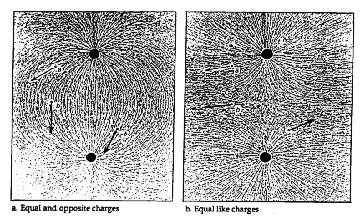 a. Equal and opposite charges
b. Equal like charges